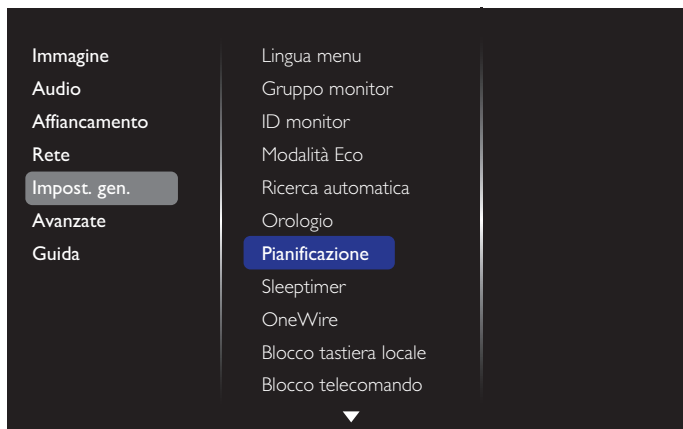 Immagine
Audio
Affiancamento
Rete
Impost. gen.
Avanzate
Guida
Lingua menu
Gruppo monitor
ID monitor
Modalità Eco
Ricerca automatica
Orologio
Pianificazione
Sleeptimer
OneWire
Blocco tastiera locale
Blocco telecomando